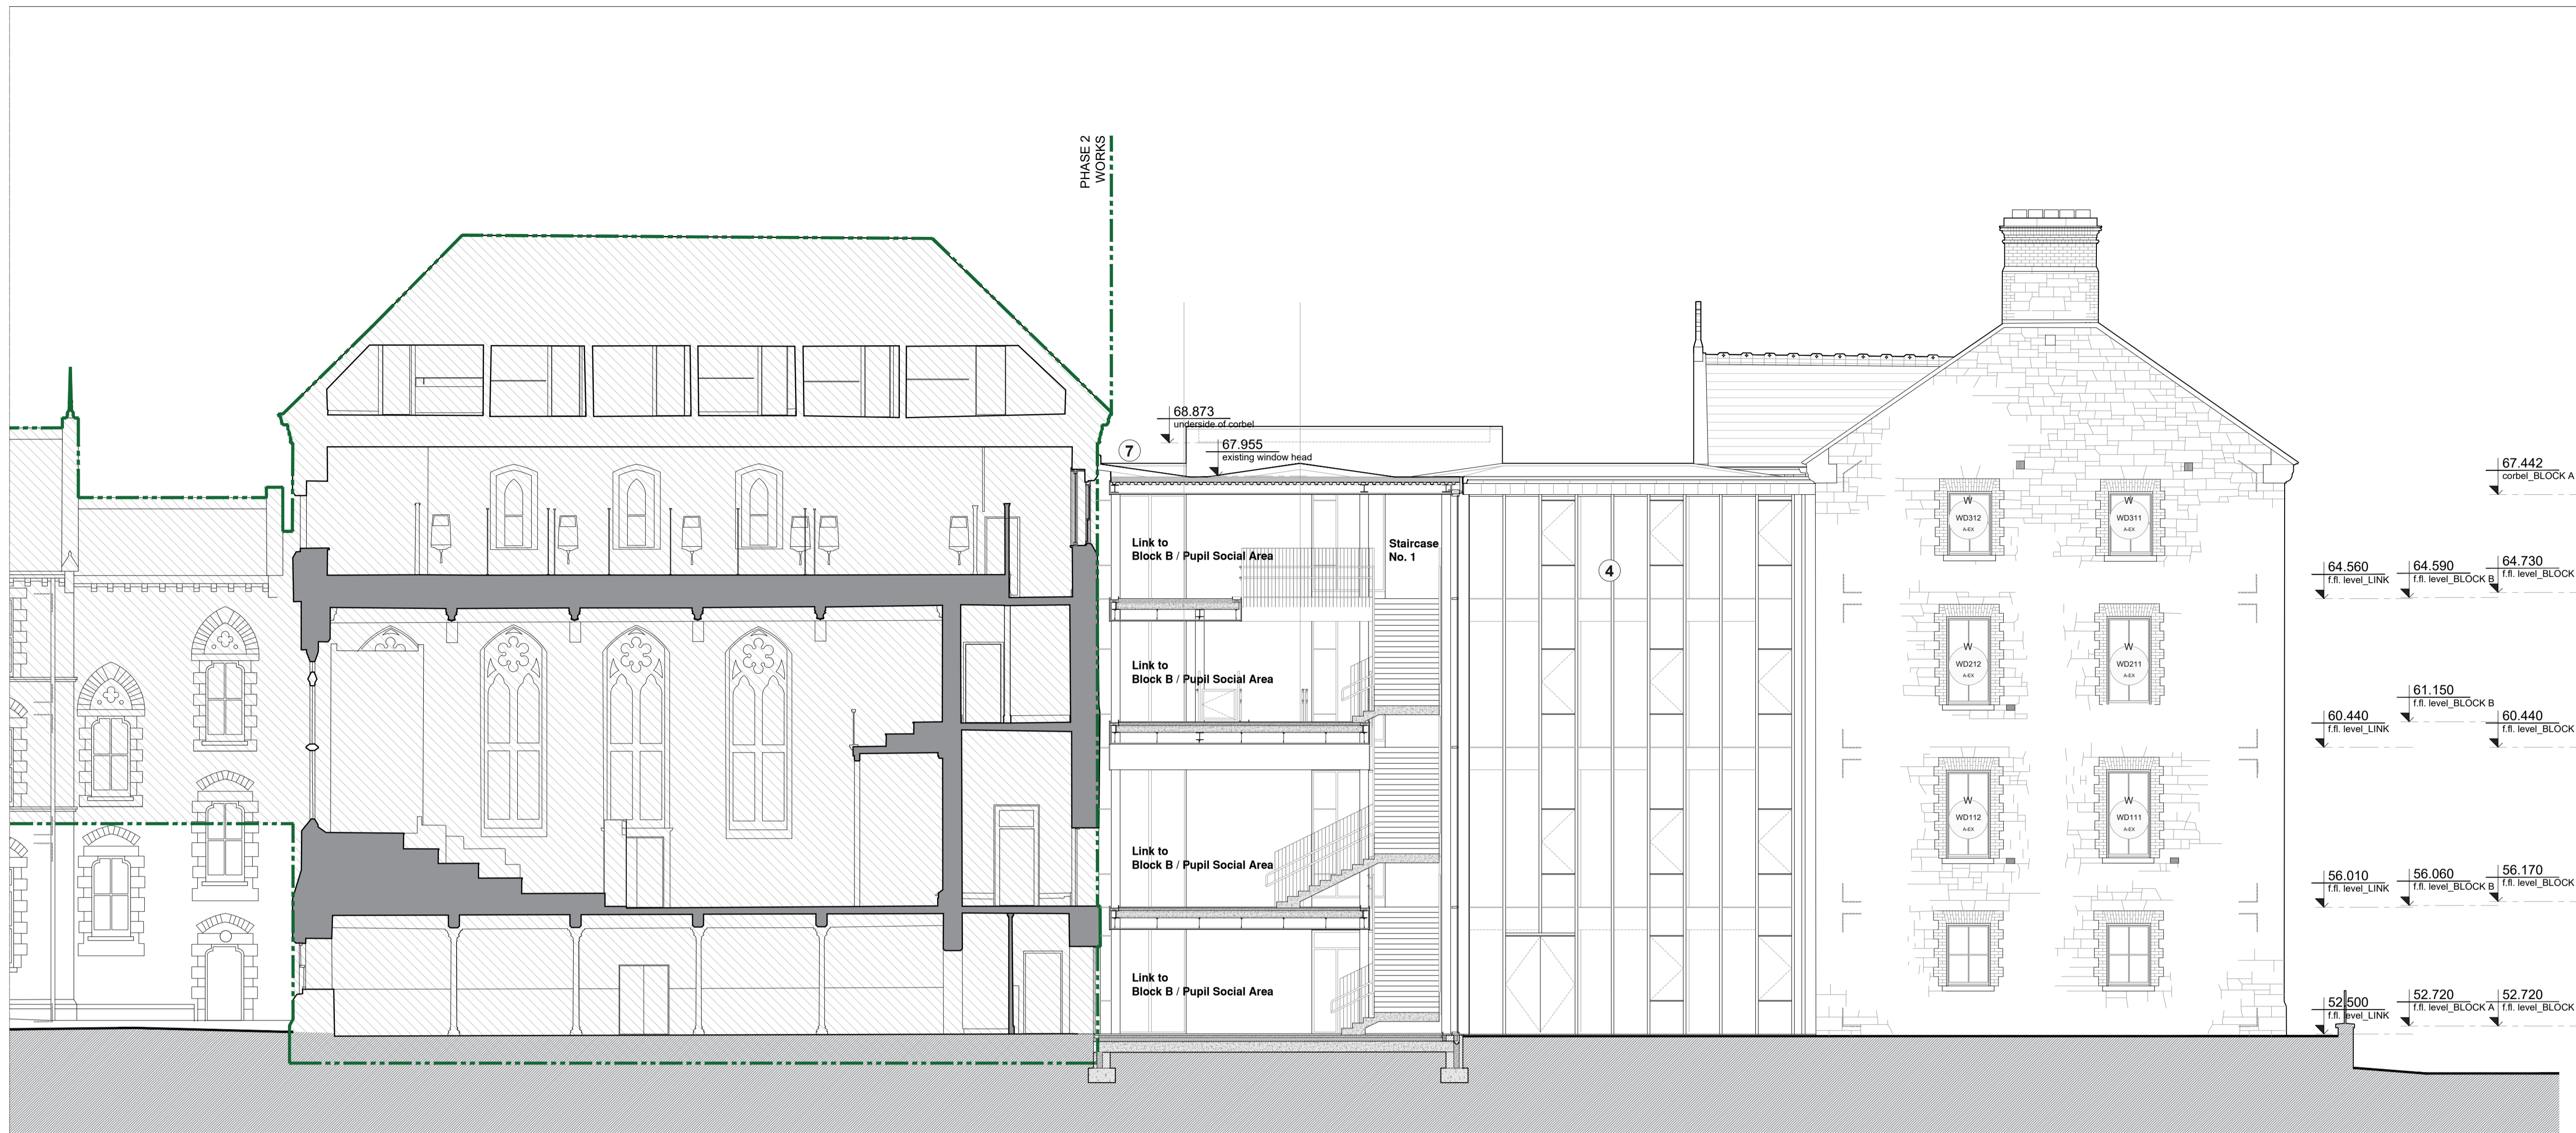 PHASE 2
WORKS
68.873
underside of corbel
7
67.955
existing window head
67.442
corbel_BLOCK A
Link to
Block B / Pupil Social Area
Staircase
No. 1
4
W
WD312
A-EX
W
WD311
A-EX
64.560
f.fl. level_LINK
64.590
f.fl. level_BLOCK B
64.730
f.fl. level_BLOCK
Link to
Block B / Pupil Social Area
W
WD212
A-EX
W
WD211
A-EX
61.150
f.fl. level_BLOCK B
60.440
f.fl. level_LINK
60.440
f.fl. level_BLOCK
Link to
Block B / Pupil Social Area
W
WD112
A-EX
W
WD111
A-EX
56.010
f.fl. level_LINK
56.060
f.fl. level_BLOCK B
56.170
f.fl. level_BLOCK
Link to
Block B / Pupil Social Area
52.500
f.fl. level_LINK
52.720
f.fl. level_BLOCK A
52.720
f.fl. level_BLOCK